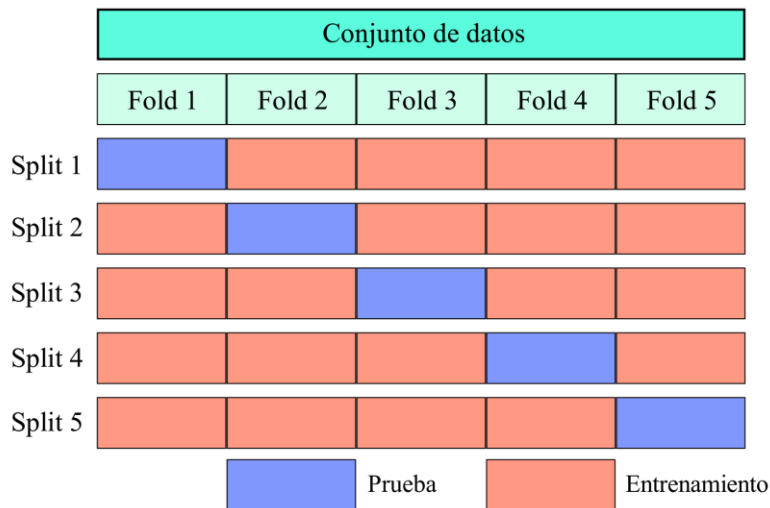 Conjunto de datos
Fold 1 Fold 2 Fold 3 Fold 4 Fold 5
Split 1
Split 2
Split 3
Split 4
Split 5
Prueba Entrenamiento